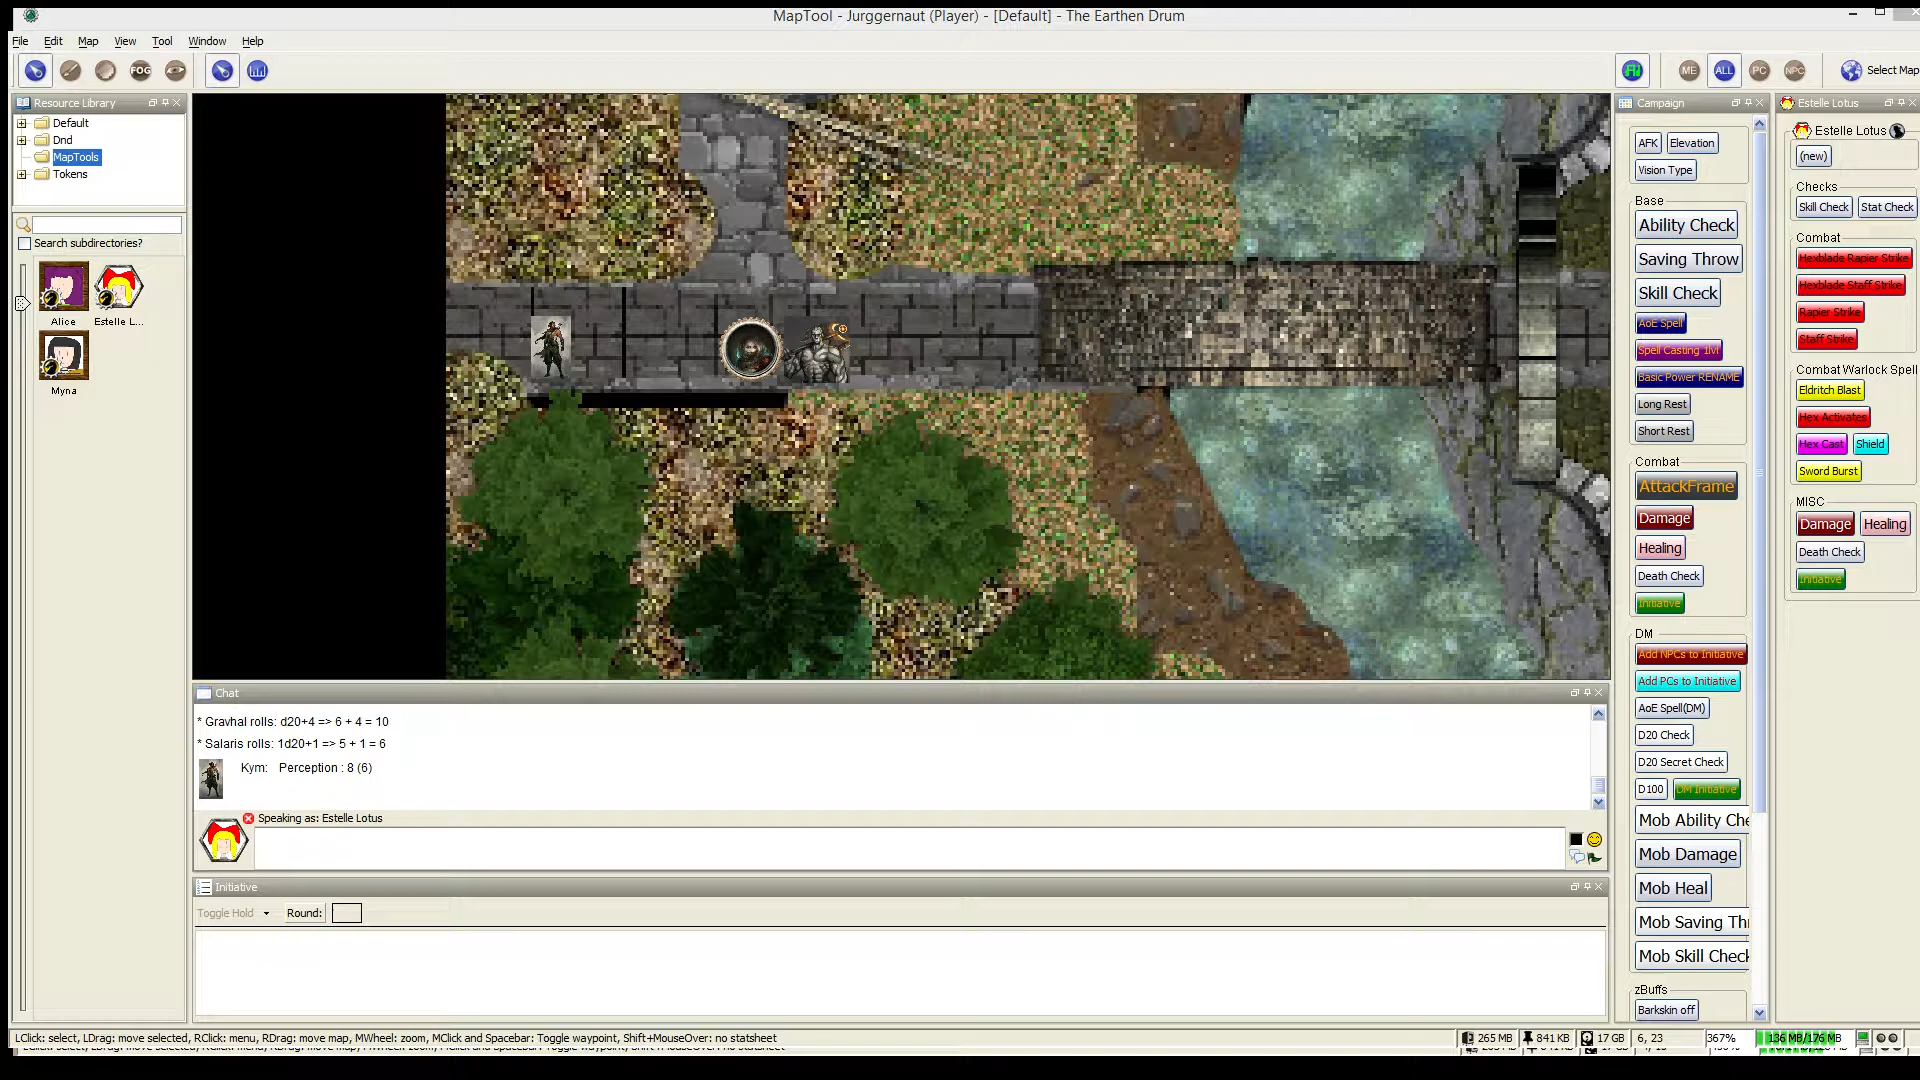 MapTool - Jurggernaut (Player) - [Default] - The Earthen Drum
File Edit Map View Tool Window Help
FOG
ME ALL PC NPC Select Map
Resource Library
Default
Dnd
MapTools
Tokens
Search subdirectories?
Alice Estelle L...
Myna
Chat
* Gravhal rolls: d20+4 => 6 + 4 = 10
* Salaris rolls: 1d20+1 => 5 + 1 = 6
Kym: Perception : 8 (6)
Speaking as: Estelle Lotus
Initiative
Toggle Hold Round:
Campaign
AFK Elevation
Vision Type
Base
Ability Check
Saving Throw
Skill Check
AoE Spell
Spell Casting 1lvl
Basic Power RENAME
Long Rest
Short Rest
Combat
AttackFrame
Damage
Healing
Death Check
Initiative
DM
Add NPCs to Initiative
Add PCs to Initiative
AoE Spell(DM)
D20 Check
D20 Secret Check
D100 DM Initiative
Mob Ability Che
Mob Damage
Mob Heal
Mob Saving Thr
Mob Skill Check
zBuffs
Barkskin off
Estelle Lotus
Estelle Lotus
(new)
Checks
Skill Check Stat Check
Combat
Hexblade Rapier Strike
Hexblade Staff Strike
Rapier Strike
Staff Strike
Combat Warlock Spell
Eldritch Blast
Hex Activates
Hex Cast Shield
Sword Burst
MISC
Damage Healing
Death Check
Initiative
LClick: select, LDrag: move selected, RClick: menu, RDrag: move map, MWheel: zoom, MClick and Spacebar: Toggle waypoint, Shift+MouseOver: no statsheet
265 MB 841 KB 17 GB 6, 23 367% 136 MB/176 MB